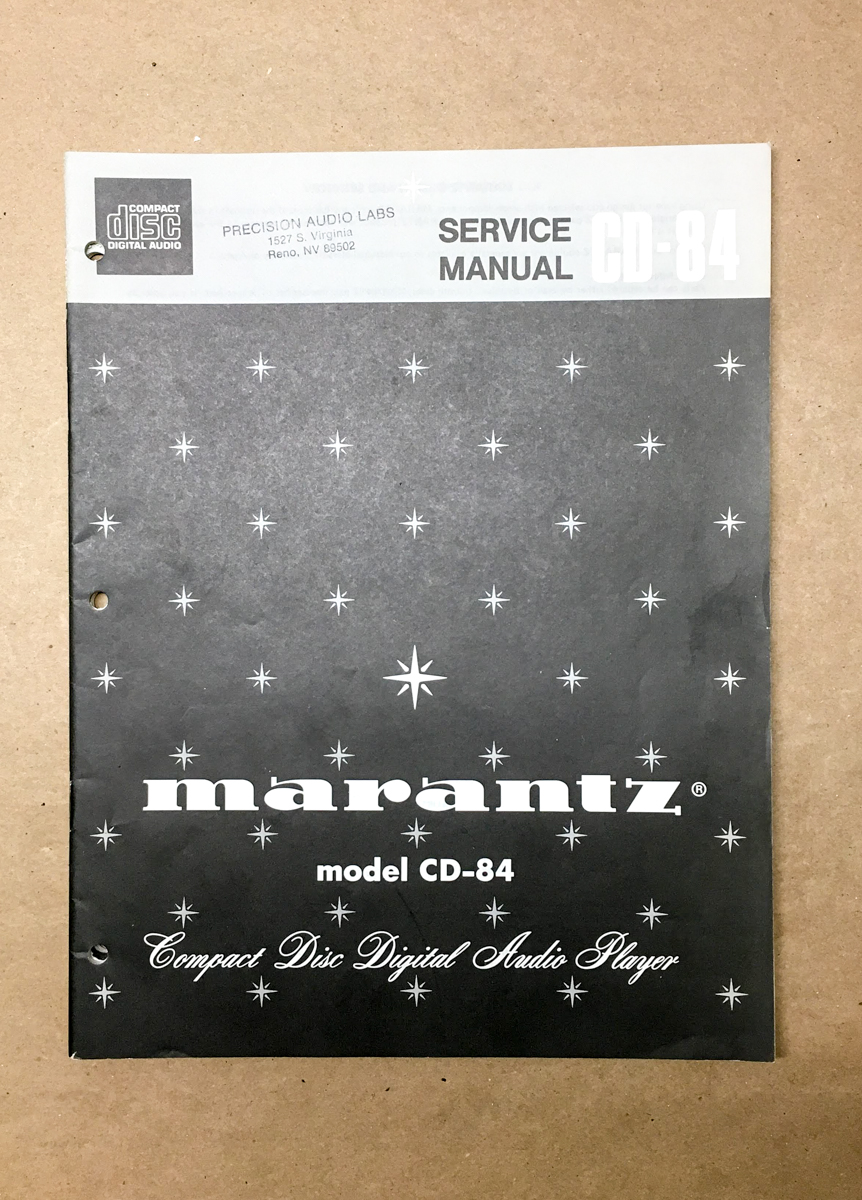 COMPACT
disc
DIGITAL AUDIO
PRECISION AUDIO LABS
1527 S. Virginia
Reno, NV 89502
SERVICE
MANUAL
CD-84
marantz®
model CD-84
Compact Disc Digital Audio Player